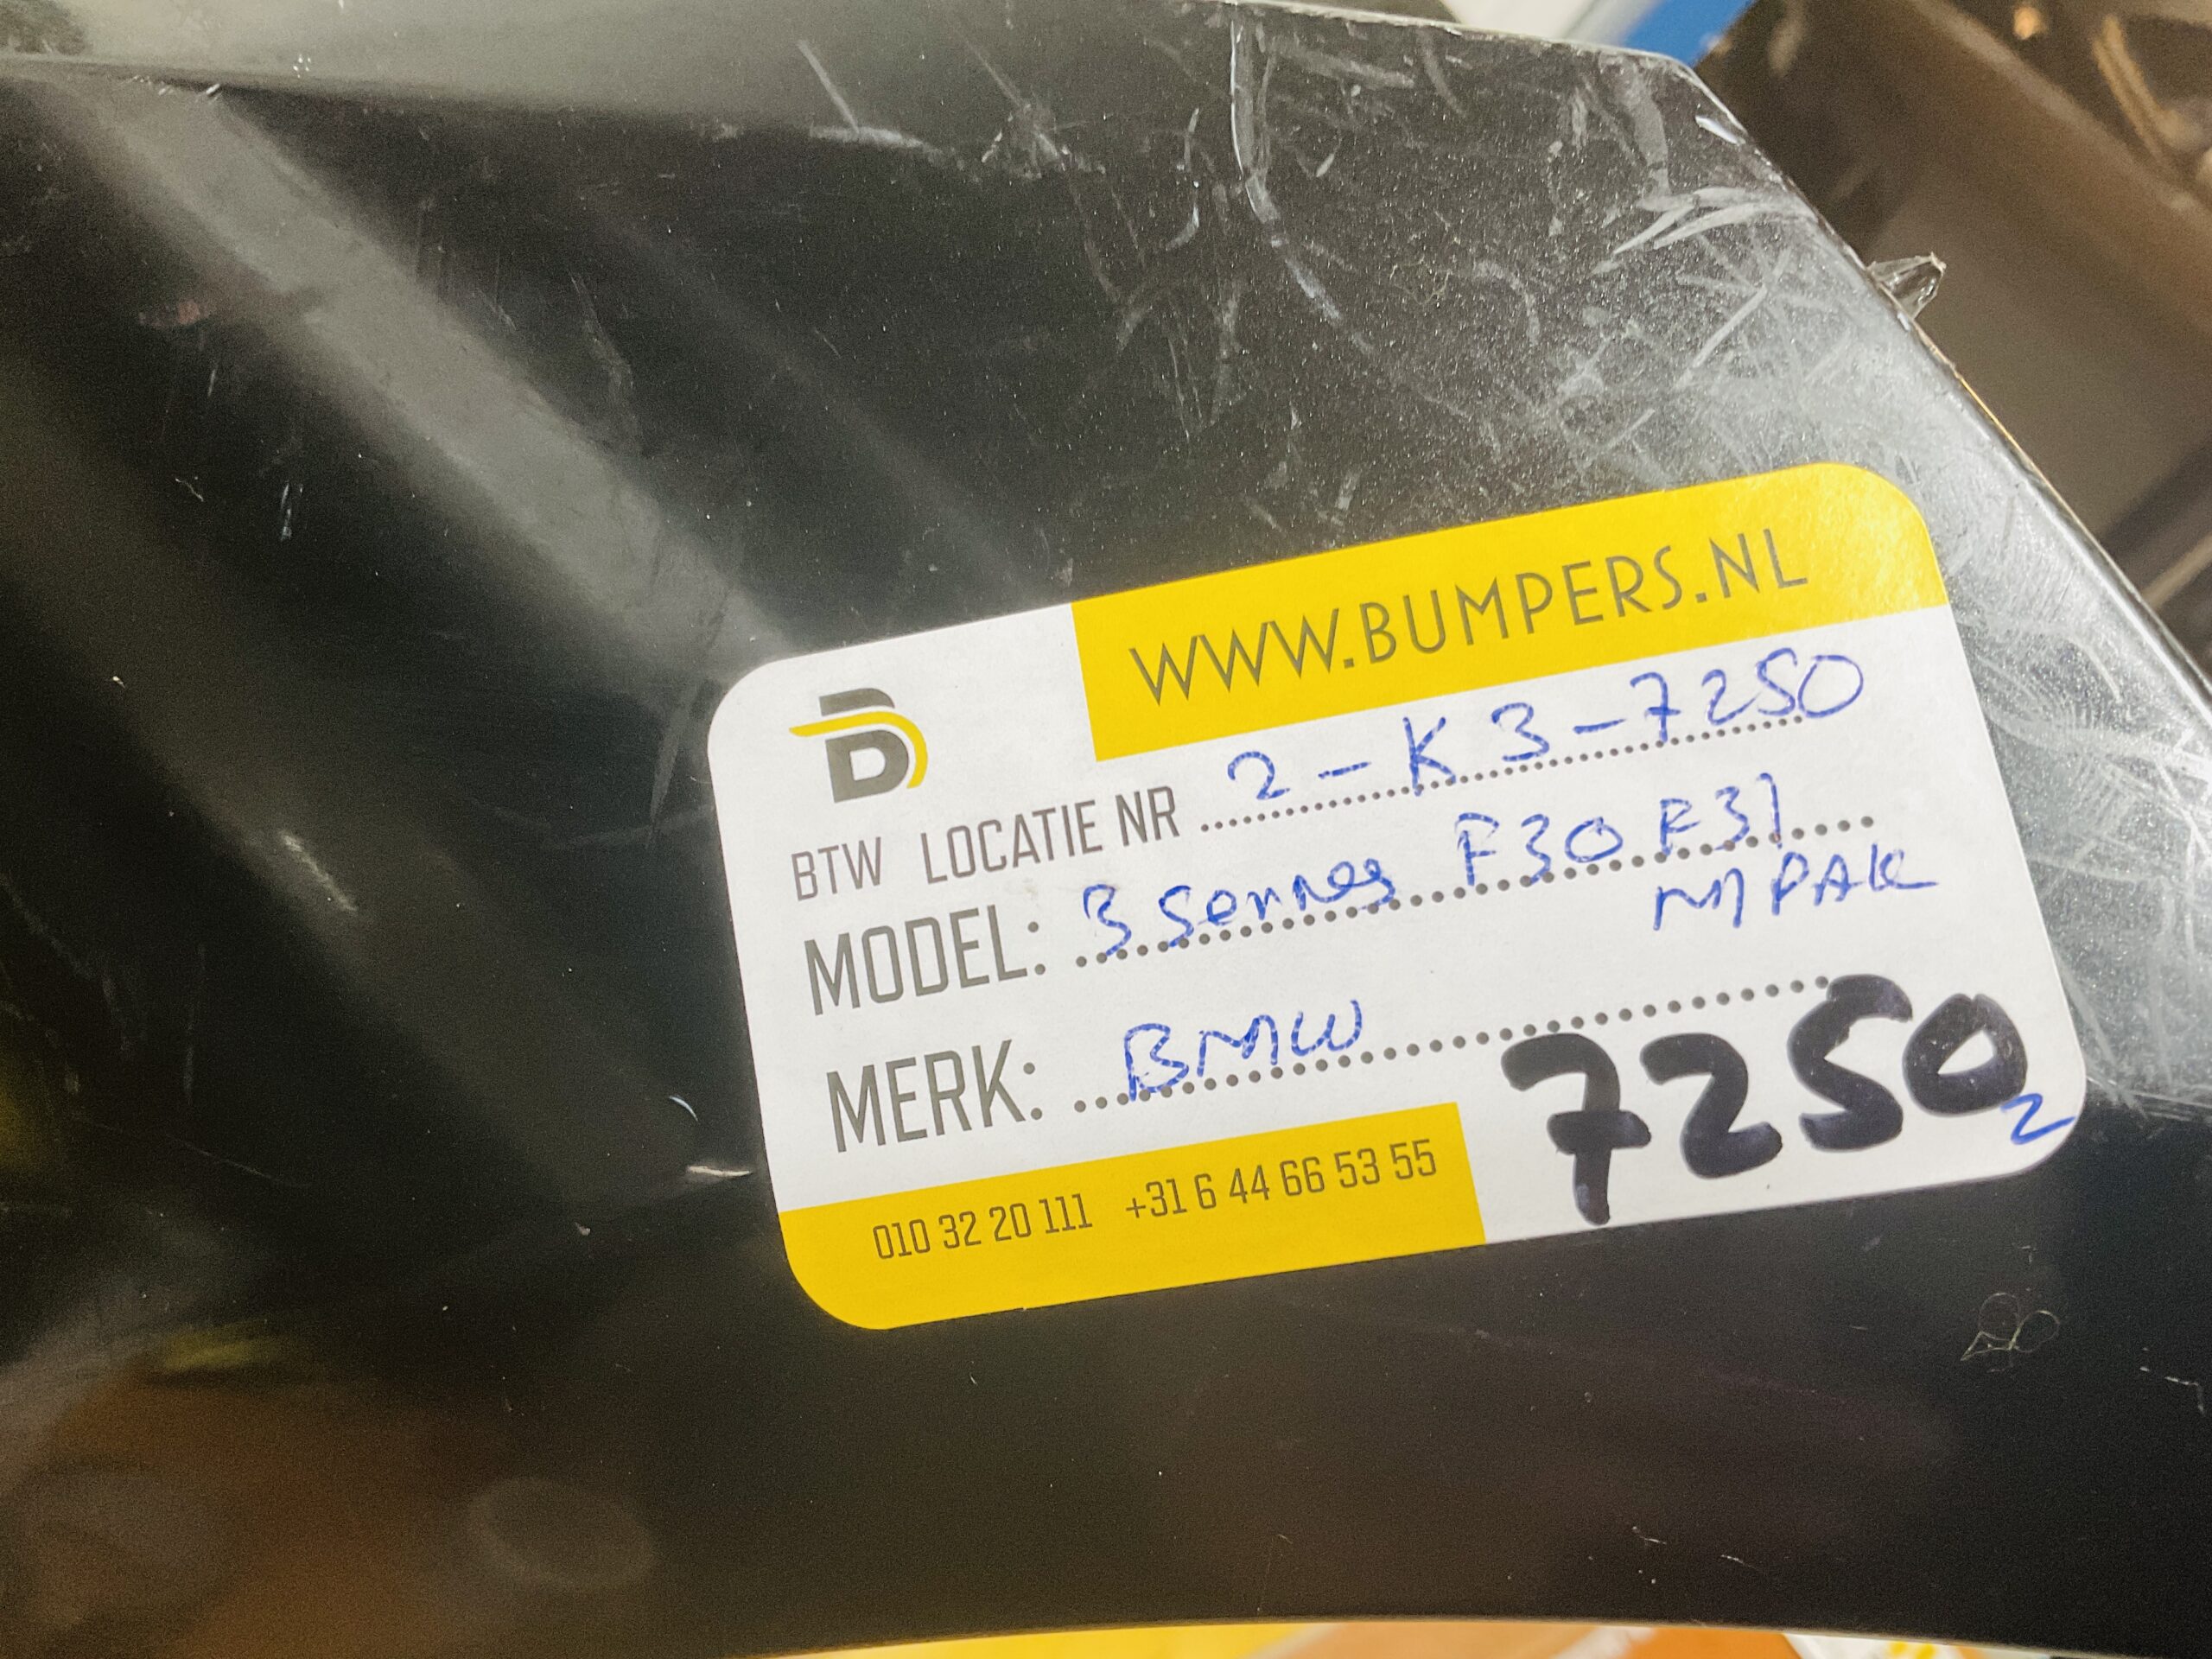 WWW.BUMPERS.NL
B
BTW LOCATIE NR 2-K3-7250
MODEL: 3 Series F30 F31
M PAK
MERK: BMW
7250
2
010 32 20 111 +31 6 44 66 53 55